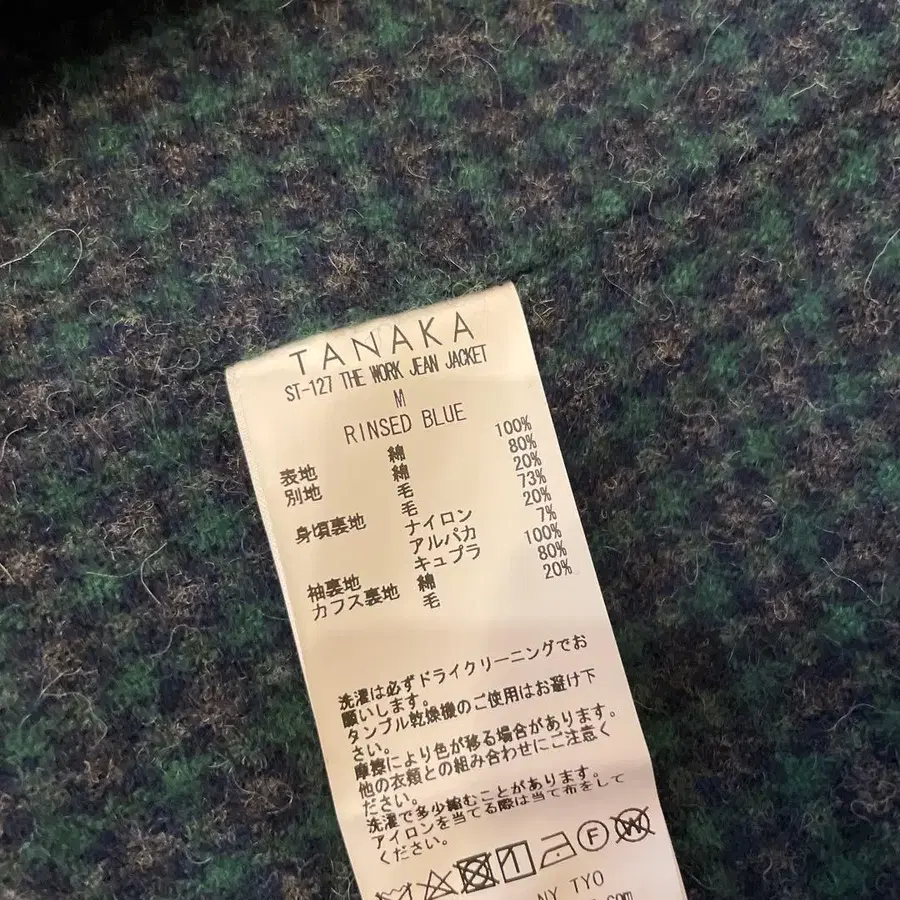 TANAKA
ST-127 THE WORK JEAN JACKET
M
RINSED BLUE
表地 綿 100%
別地 綿 80%
毛 20%
身頃裏地 毛 73%
ナイロン 20%
アルパカ 7%
袖裏地 キュプラ 100%
カフス裏地 綿 80%
毛 20%
洗濯は必ずドライクリーニングでお
願いします。
タンブル乾燥機のご使用はお避け下
さい。
摩擦により色が移る場合があります。
他の衣類との組み合わせにご注意く
ださい。
洗濯で多少縮むことがあります。
アイロンを当てる際は当て布をして
ください。
F W
NY TYO
.com